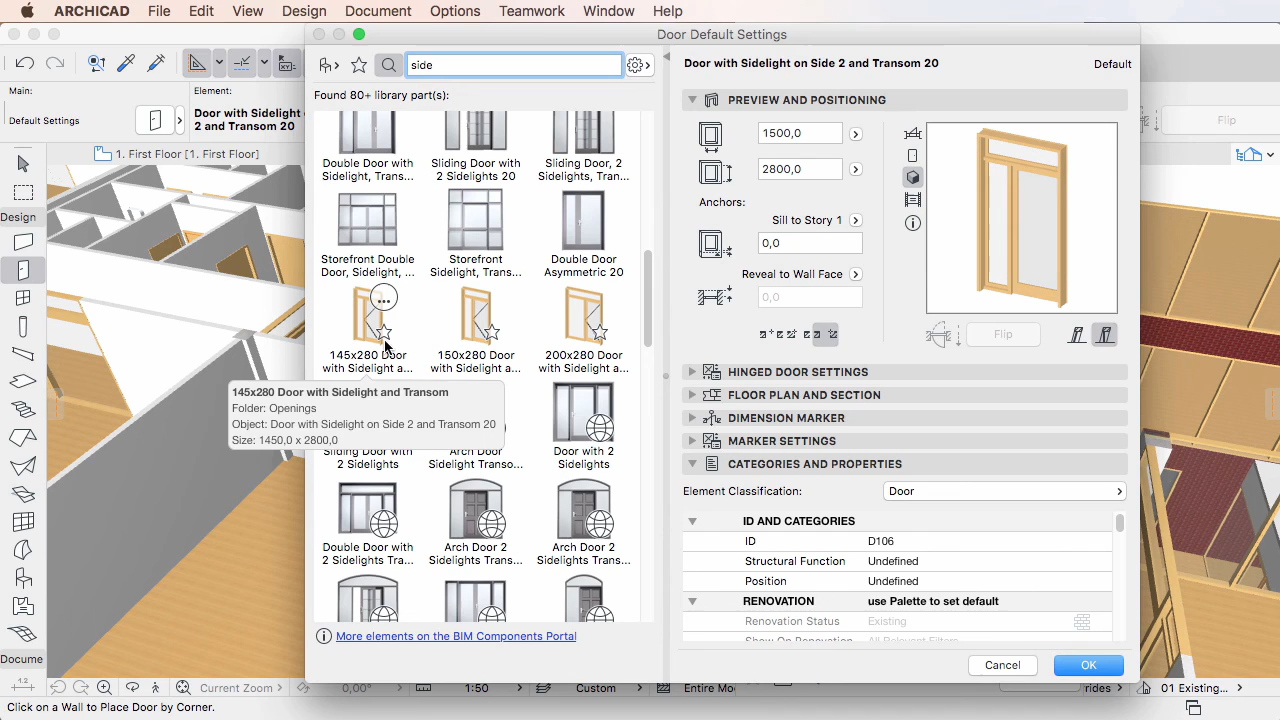 ARCHICAD File Edit View Design Document Options Teamwork Window Help
Door Default Settings
side
Found 80+ library part(s):
Main:
Default Settings
Element:
Door with Sidelight
2 and Transom 20
1. First Floor [1. First Floor]
Design
Double Door with
Sidelight, Trans...
Sliding Door with
2 Sidelights 20
Sliding Door, 2
Sidelights, Trans...
Storefront Double
Door, Sidelight, ...
Storefront
Sidelight, Trans...
Double Door
Asymmetric 20
145x280 Door
with Sidelight a...
150x280 Door
with Sidelight a...
200x280 Door
with Sidelight a...
145x280 Door with Sidelight and Transom
Folder: Openings
Object: Door with Sidelight on Side 2 and Transom 20
Size: 1450,0 x 2800,0
Sliding Door with
2 Sidelights
Arch Door
Sidelight Transo...
Door with 2
Sidelights
Double Door with
2 Sidelights Tra...
Arch Door 2
Sidelights Trans...
Arch Door 2
Sidelights Trans...
More elements on the BIM Components Portal
Door with Sidelight on Side 2 and Transom 20
Default
PREVIEW AND POSITIONING
1500,0
2800,0
Anchors:
Sill to Story 1
0,0
Reveal to Wall Face
0,0
Flip
HINGED DOOR SETTINGS
FLOOR PLAN AND SECTION
DIMENSION MARKER
MARKER SETTINGS
CATEGORIES AND PROPERTIES
Element Classification:
Door
ID AND CATEGORIES
ID D106
Structural Function Undefined
Position Undefined
RENOVATION use Palette to set default
Renovation Status Existing
Show On Renovation All Relevant Filters
Cancel
OK
Flip
Docume
Current Zoom
0,00°
1:50
Custom
Entire Mo
rides
01 Existing...
Click on a Wall to Place Door by Corner.